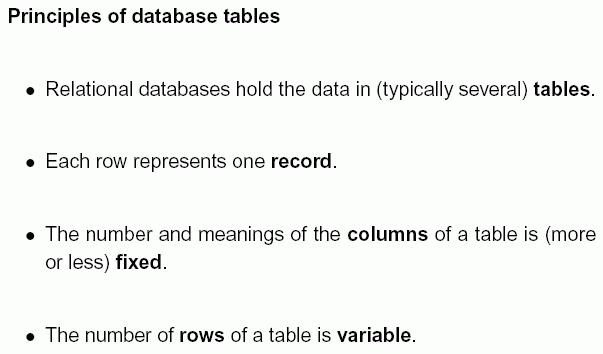 Principles of database tables
• Relational databases hold the data in (typically several) tables.
• Each row represents one record.
• The number and meanings of the columns of a table is (more
or less) fixed.
• The number of rows of a table is variable.